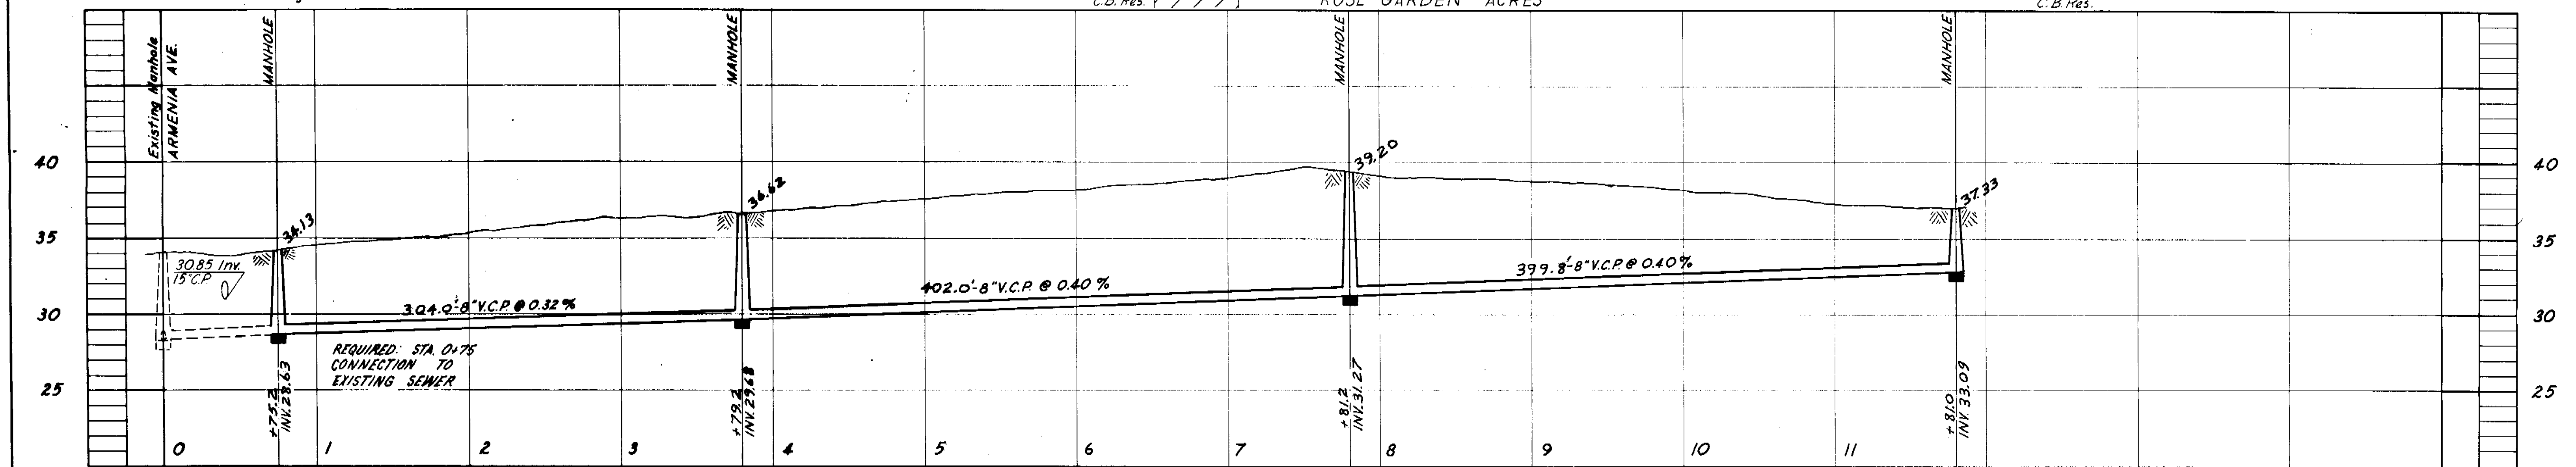 C.B. Res.
ROSE GARDEN ACRES
C.B. Res.
Existing Manhole
ARMENIA AVE.
MANHOLE
MANHOLE
MANHOLE
MANHOLE
40
35
30
25
40
35
30
25
34.13
36.62
39.20
37.33
30.85 Inv.
15"C.P.
304.0'-8"V.C.P. @ 0.32%
402.0'-8"V.C.P. @ 0.40%
399.8'-8"V.C.P. @ 0.40%
REQUIRED: STA. 0+75
CONNECTION TO
EXISTING SEWER
+75.2
INV. 28.63
+79.2
INV. 29.68
+81.2
INV. 31.27
+81.0
INV. 33.09
0 1 2 3 4 5 6 7 8 9 10 11